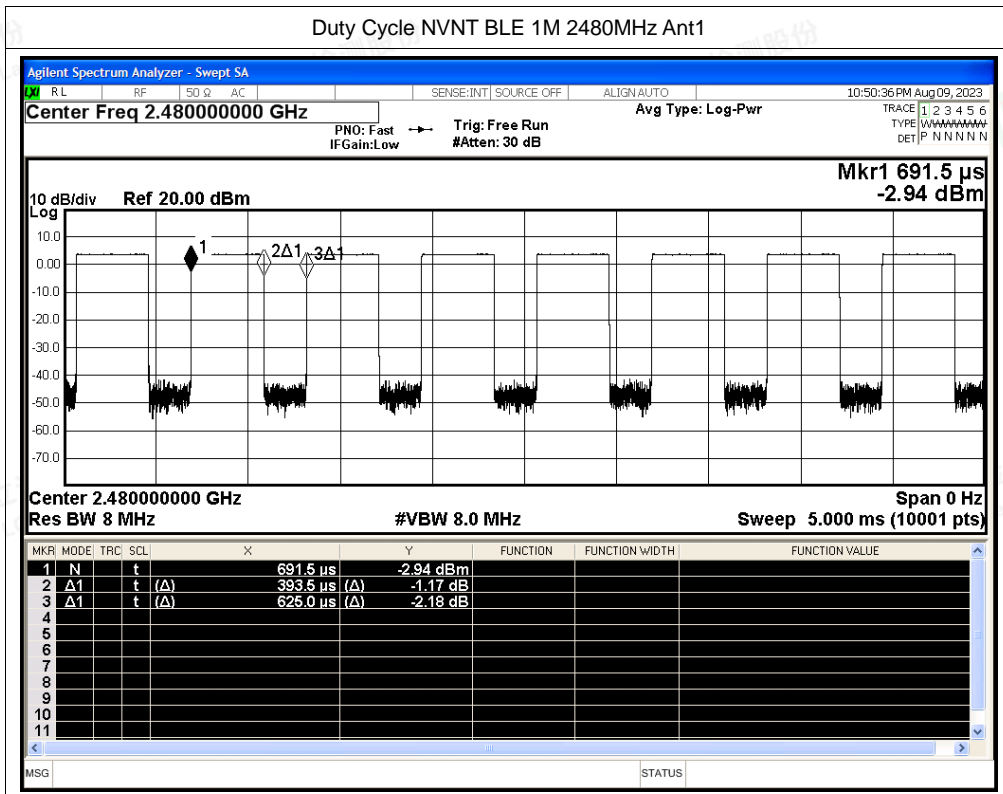 Duty Cycle NVNT BLE 1M 2480MHz Ant1
Agilent Spectrum Analyzer - Swept SA
LXI RL RF 50 Ω AC SENSE:INT SOURCE OFF ALIGN AUTO 10:50:36 PM Aug 09, 2023
Center Freq 2.480000000 GHz Avg Type: Log-Pwr TRACE 1 2 3 4 5 6
PNO: Fast Trig: Free Run TYPE WWWWWW
IFGain:Low #Atten: 30 dB DET P N N N N N
Mkr1 691.5 µs
10 dB/div Ref 20.00 dBm -2.94 dBm
Log
10.0
1 2Δ1 3Δ1
0.00
-10.0
-20.0
-30.0
-40.0
-50.0
-60.0
-70.0
Center 2.480000000 GHz Span 0 Hz
Res BW 8 MHz #VBW 8.0 MHz Sweep 5.000 ms (10001 pts)
MKR MODE TRC SCL X Y FUNCTION FUNCTION WIDTH FUNCTION VALUE
1 N t 691.5 µs -2.94 dBm
2 Δ1 t (Δ) 393.5 µs (Δ) -1.17 dB
3 Δ1 t (Δ) 625.0 µs (Δ) -2.18 dB
4
5
6
7
8
9
10
11
MSG STATUS